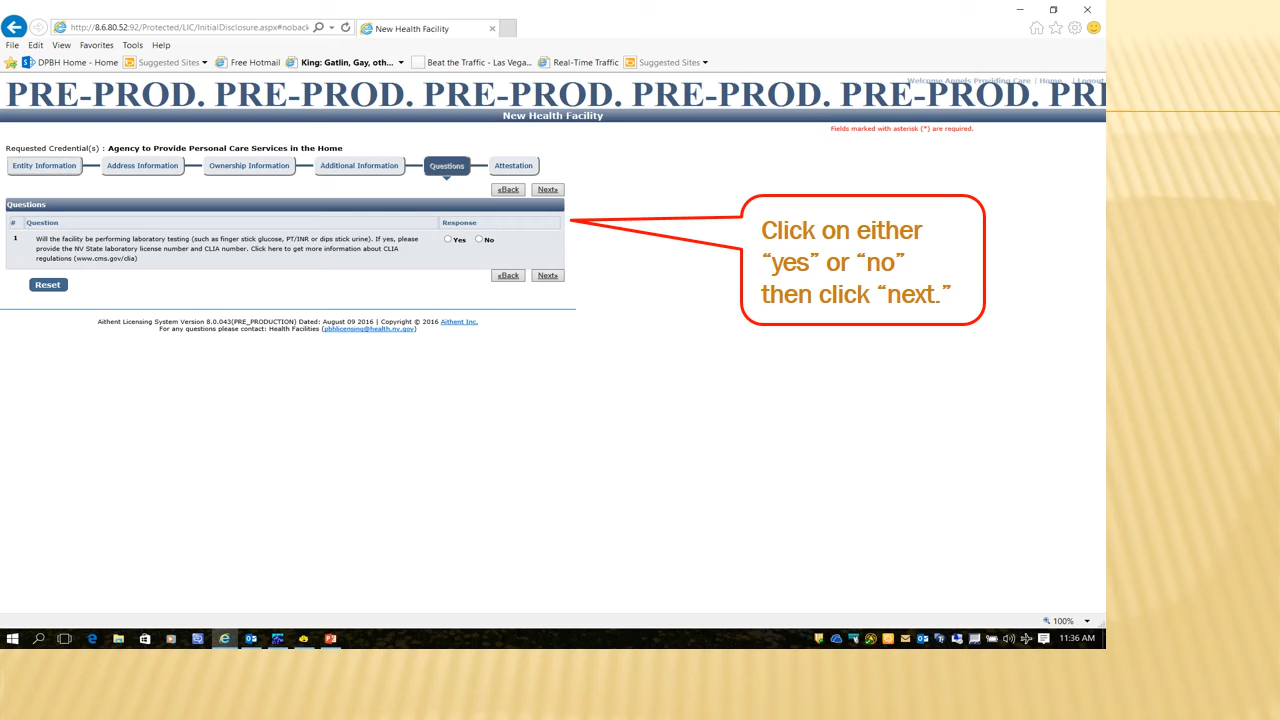 http://8.6.80.52:92/Protected/LIC/InitialDisclosure.aspx#noback
New Health Facility
File Edit View Favorites Tools Help
DPBH Home - Home Suggested Sites Free Hotmail King: Gatlin, Gay, oth... Beat the Traffic - Las Vega... Real-Time Traffic Suggested Sites
Welcome Angels Providing Care | Home | Logout
PRE-PROD. PRE-PROD. PRE-PROD. PRE-PROD. PRE-PROD. PRE
New Health Facility
Fields marked with asterisk (*) are required.
Requested Credential(s) : Agency to Provide Personal Care Services in the Home
Entity Information Address Information Ownership Information Additional Information Questions Attestation
«Back Next»
Questions
# Question Response
1 Will the facility be performing laboratory testing (such as finger stick glucose, PT/INR or dips stick urine). If yes, please Yes No
provide the NV State laboratory license number and CLIA number. Click here to get more information about CLIA
regulations (www.cms.gov/clia)
«Back Next»
Reset
Aithent Licensing System Version 8.0.043(PRE_PRODUCTION) Dated: August 09 2016 | Copyright © 2016 Aithent Inc.
For any questions please contact: Health Facilities (pbhlicensing@health.nv.gov)
Click on either
“yes” or “no”
then click “next.”
100%
11:36 AM